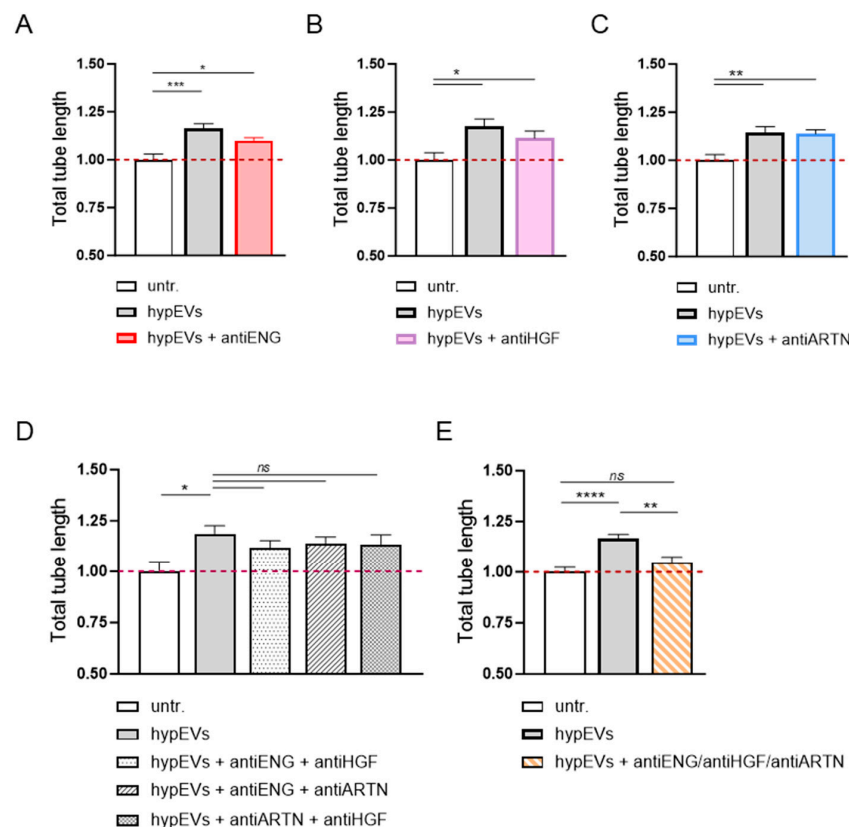 A
B
C
Total tube length
1.50
1.25
1.00
0.75
0.50
*
***
untr.
hypEVs
hypEVs + antiENG
Total tube length
1.50
1.25
1.00
0.75
0.50
*
untr.
hypEVs
hypEVs + antiHGF
Total tube length
1.50
1.25
1.00
0.75
0.50
**
untr.
hypEVs
hypEVs + antiARTN
D
E
Total tube length
1.50
1.25
1.00
0.75
0.50
ns
*
untr.
hypEVs
hypEVs + antiENG + antiHGF
hypEVs + antiENG + antiARTN
hypEVs + antiARTN + antiHGF
Total tube length
1.50
1.25
1.00
0.75
0.50
ns
****
**
untr.
hypEVs
hypEVs + antiENG/antiHGF/antiARTN